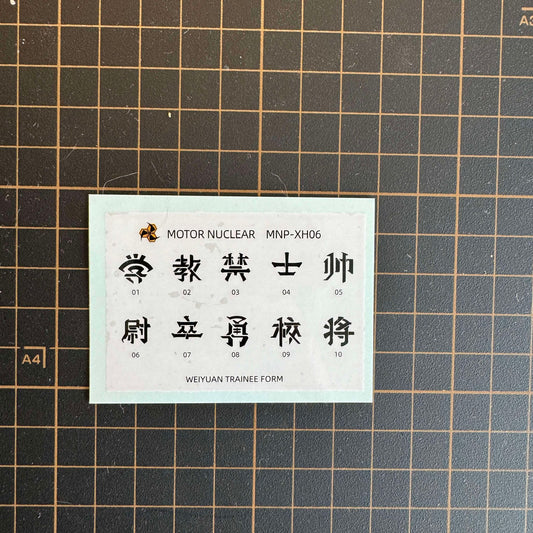 MOTOR NUCLEAR MNP-XH06
学 教 禁 士 帅
01 02 03 04 05
尉 卒 勇 校 将
06 07 08 09 10
WEIYUAN TRAINEE FORM
A4
A3